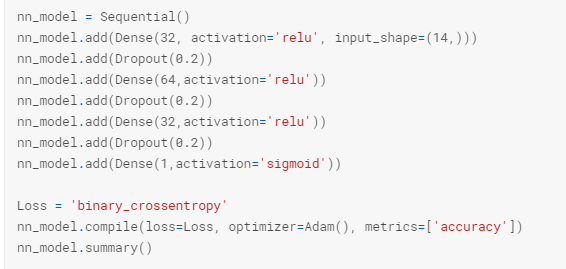 nn_model = Sequential()
nn_model.add(Dense(32, activation='relu', input_shape=(14,)))
nn_model.add(Dropout(0.2))
nn_model.add(Dense(64,activation='relu'))
nn_model.add(Dropout(0.2))
nn_model.add(Dense(32,activation='relu'))
nn_model.add(Dropout(0.2))
nn_model.add(Dense(1,activation='sigmoid'))
Loss = 'binary_crossentropy'
nn_model.compile(loss=Loss, optimizer=Adam(), metrics=['accuracy'])
nn_model.summary()